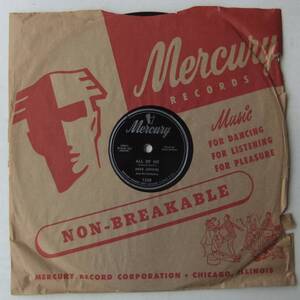 Mercury
RECORDS
Music
FOR DANCING
FOR LISTENING
FOR PLEASURE
Mercury
ALL OF ME
NON-BREAKABLE
MERCURY RECORD CORPORATION • CHICAGO, ILLINOIS